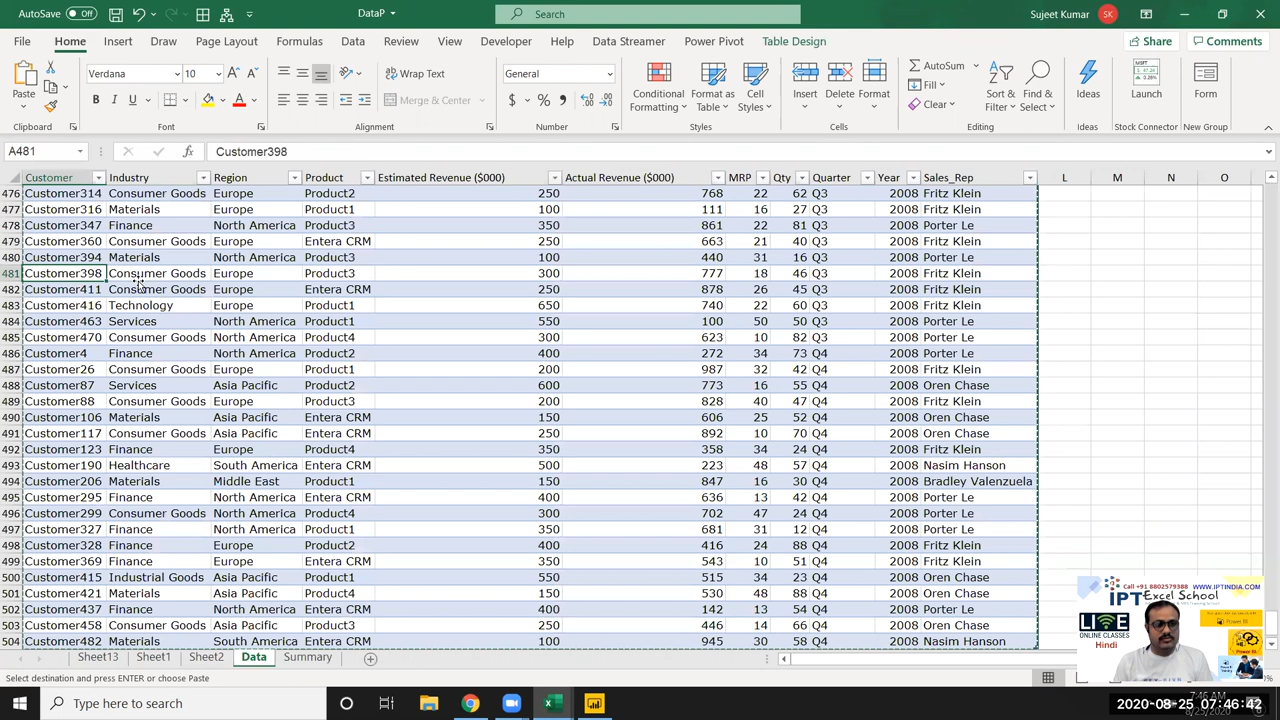 AutoSave Off DataP Search Sujeet Kumar SK
File Home Insert Draw Page Layout Formulas Data Review View Developer Help Data Streamer Power Pivot Table Design Share Comments
Paste Verdana 10 Wrap Text General Conditional Formatting Format as Table Cell Styles Insert Delete Format AutoSum Fill Clear Sort & Filter Find & Select Ideas Launch Form
B I U Merge & Center $ %
Clipboard Font Alignment Number Styles Cells Editing Ideas Stock Connector New Group
A481 fx Customer398
Customer Industry Region Product Estimated Revenue ($000) Actual Revenue ($000) MRP Qty Quarter Year Sales_Rep L M N O
476 Customer314 Consumer Goods Europe Product2 250 768 22 62 Q3 2008 Fritz Klein
477 Customer316 Materials Europe Product1 100 111 16 27 Q3 2008 Fritz Klein
478 Customer347 Finance North America Product3 350 861 22 81 Q3 2008 Porter Le
479 Customer360 Consumer Goods Europe Entera CRM 250 663 21 40 Q3 2008 Fritz Klein
480 Customer394 Materials North America Product3 100 440 31 16 Q3 2008 Porter Le
481 Customer398 Consumer Goods Europe Product3 300 777 18 46 Q3 2008 Fritz Klein
482 Customer411 Consumer Goods Europe Entera CRM 250 878 26 45 Q3 2008 Fritz Klein
483 Customer416 Technology Europe Product1 650 740 22 60 Q3 2008 Fritz Klein
484 Customer463 Services North America Product1 550 100 50 50 Q3 2008 Porter Le
485 Customer470 Consumer Goods North America Product4 300 623 10 82 Q3 2008 Porter Le
486 Customer4 Finance North America Product2 400 272 34 73 Q4 2008 Porter Le
487 Customer26 Consumer Goods Europe Product1 200 987 32 42 Q4 2008 Fritz Klein
488 Customer87 Services Asia Pacific Product2 600 773 16 55 Q4 2008 Oren Chase
489 Customer88 Consumer Goods Asia Pacific Product3 200 828 40 47 Q4 2008 Oren Chase
490 Customer106 Materials Asia Pacific Entera CRM 150 606 25 52 Q4 2008 Oren Chase
491 Customer117 Consumer Goods Asia Pacific Entera CRM 250 892 10 70 Q4 2008 Oren Chase
492 Customer123 Finance Europe Product4 350 358 24 24 Q4 2008 Fritz Klein
493 Customer190 Healthcare South America Entera CRM 500 223 48 57 Q4 2008 Nasim Hanson
494 Customer206 Materials Middle East Product1 150 847 16 30 Q4 2008 Bradley Valenzuela
495 Customer295 Finance North America Entera CRM 400 636 13 42 Q4 2008 Porter Le
496 Customer299 Consumer Goods North America Product4 300 702 47 24 Q4 2008 Porter Le
497 Customer327 Finance North America Product1 350 681 31 12 Q4 2008 Porter Le
498 Customer328 Finance Europe Product2 400 416 24 88 Q4 2008 Fritz Klein
499 Customer369 Finance Europe Entera CRM 350 543 10 51 Q4 2008 Fritz Klein
500 Customer415 Industrial Goods Asia Pacific Product1 550 515 34 23 Q4 2008 Oren Chase
501 Customer421 Materials Asia Pacific Product4 150 530 48 88 Q4 2008 Oren Chase
502 Customer437 Finance North America Entera CRM 400 142 13 54 Q4 2008 Porter Le
503 Customer458 Consumer Goods Asia Pacific Product3 250 446 14 66 Q4 2008 Oren Chase
504 Customer482 Materials South America Entera CRM 100 945 30 58 Q4 2008 Nasim Hanson
Call +91 8802579388 WWW.IPTINDIA.COM
IPT Excel School
LIVE
ONLINE CLASSES
Hindi
Sheet13 Sheet1 Sheet2 Data Summary
Select destination and press ENTER or choose Paste
Type here to search
2020-08-25 07:46:42